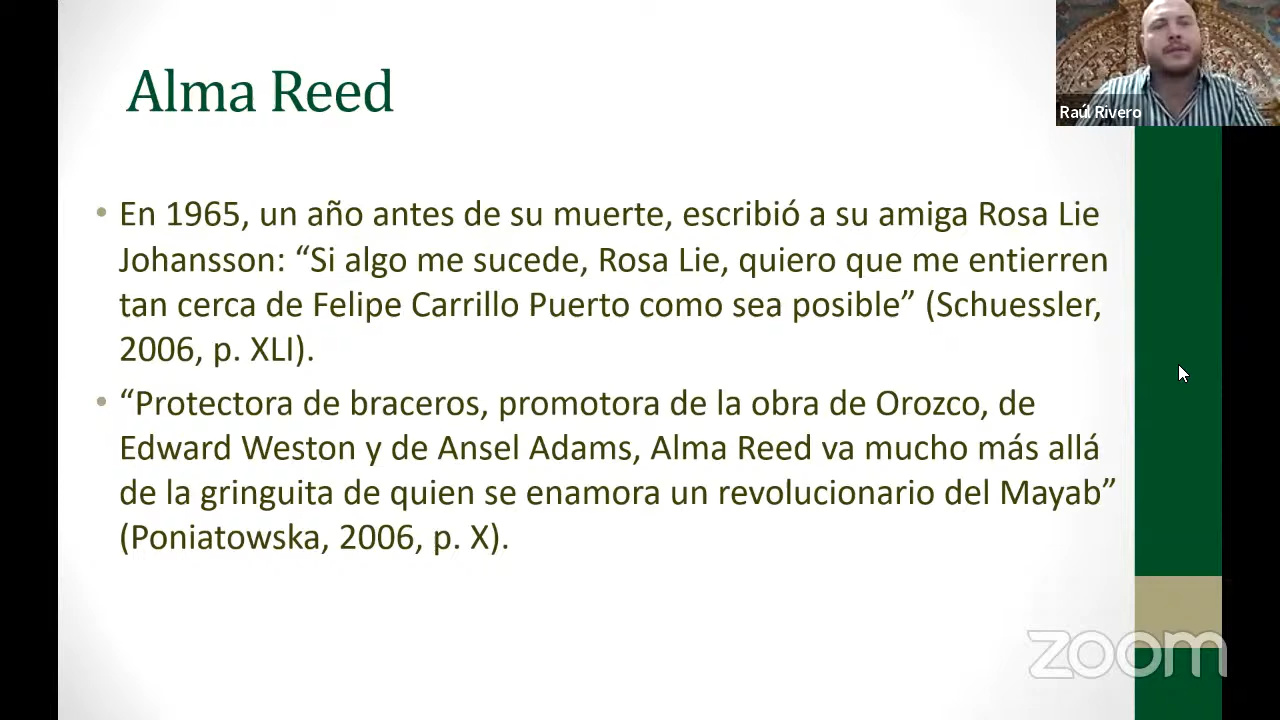 Alma Reed
Raúl Rivero
• En 1965, un año antes de su muerte, escribió a su amiga Rosa Lie
Johansson: “Si algo me sucede, Rosa Lie, quiero que me entierren
tan cerca de Felipe Carrillo Puerto como sea posible” (Schuessler,
2006, p. XLI).
• “Protectora de braceros, promotora de la obra de Orozco, de
Edward Weston y de Ansel Adams, Alma Reed va mucho más allá
de la gringuita de quien se enamora un revolucionario del Mayab”
(Poniatowska, 2006, p. X).
zoom